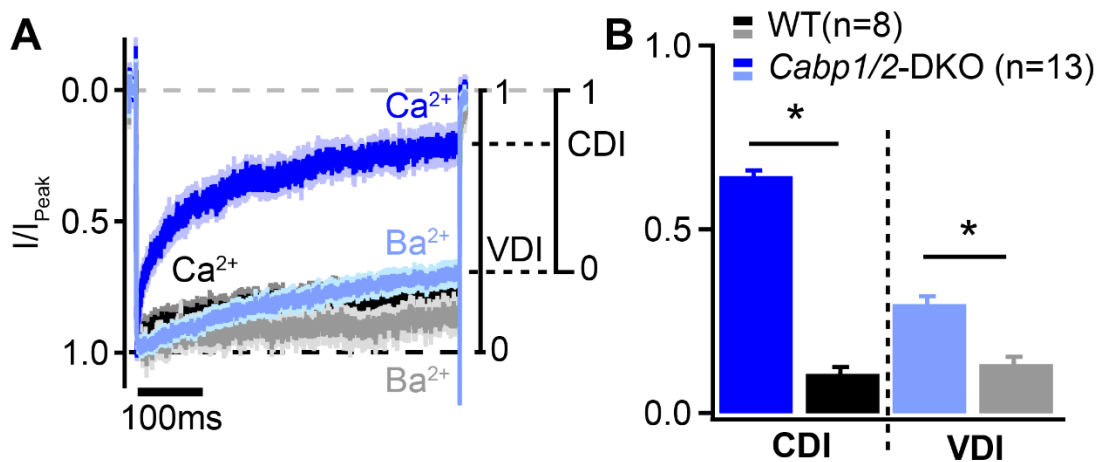 A
I/I_Peak
0.0
0.5
1.0
Ca²⁺
Ca²⁺
Ba²⁺
Ba²⁺
100ms
1
VDI
0
1
CDI
0
B
WT(n=8)
Cabp1/2-DKO (n=13)
1.0
0.5
0.0
*
*
CDI
VDI